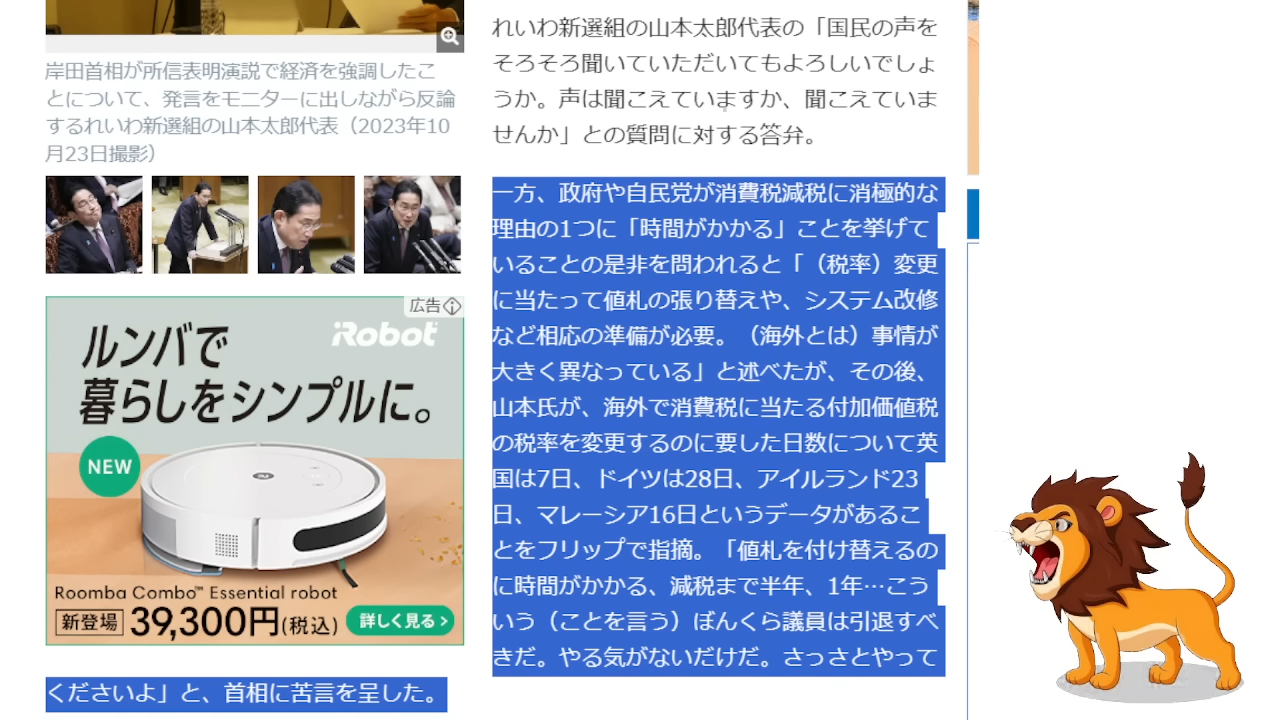 岸田首相が所信表明演説で経済を強調したこ
とについて、発言をモニターに出しながら反論
するれいわ新選組の山本太郎代表（2023年10
月23日撮影）
広告
ルンバで
暮らしをシンプルに。
iRobot
NEW
Roomba Combo™ Essential robot
新登場 39,300円(税込)
詳しく見る >
れいわ新選組の山本太郎代表の「国民の声を
そろそろ聞いていただいてもよろしいでしょ
うか。声は聞こえていますか、聞こえていま
せんか」との質問に対する答弁。
一方、政府や自民党が消費税減税に消極的な
理由の1つに「時間がかかる」ことを挙げて
いることの是非を問われると「（税率）変更
に当たって値札の張り替えや、システム改修
など相応の準備が必要。（海外とは）事情が
大きく異なっている」と述べたが、その後、
山本氏が、海外で消費税に当たる付加価値税
の税率を変更するのに要した日数について英
国は7日、ドイツは28日、アイルランド23
日、マレーシア16日というデータがあるこ
とをフリップで指摘。「値札を付け替えるの
に時間がかかる、減税まで半年、1年…こう
いう（ことを言う）ぼんくら議員は引退すべ
きだ。やる気がないだけだ。さっさとやって
くださいよ」と、首相に苦言を呈した。